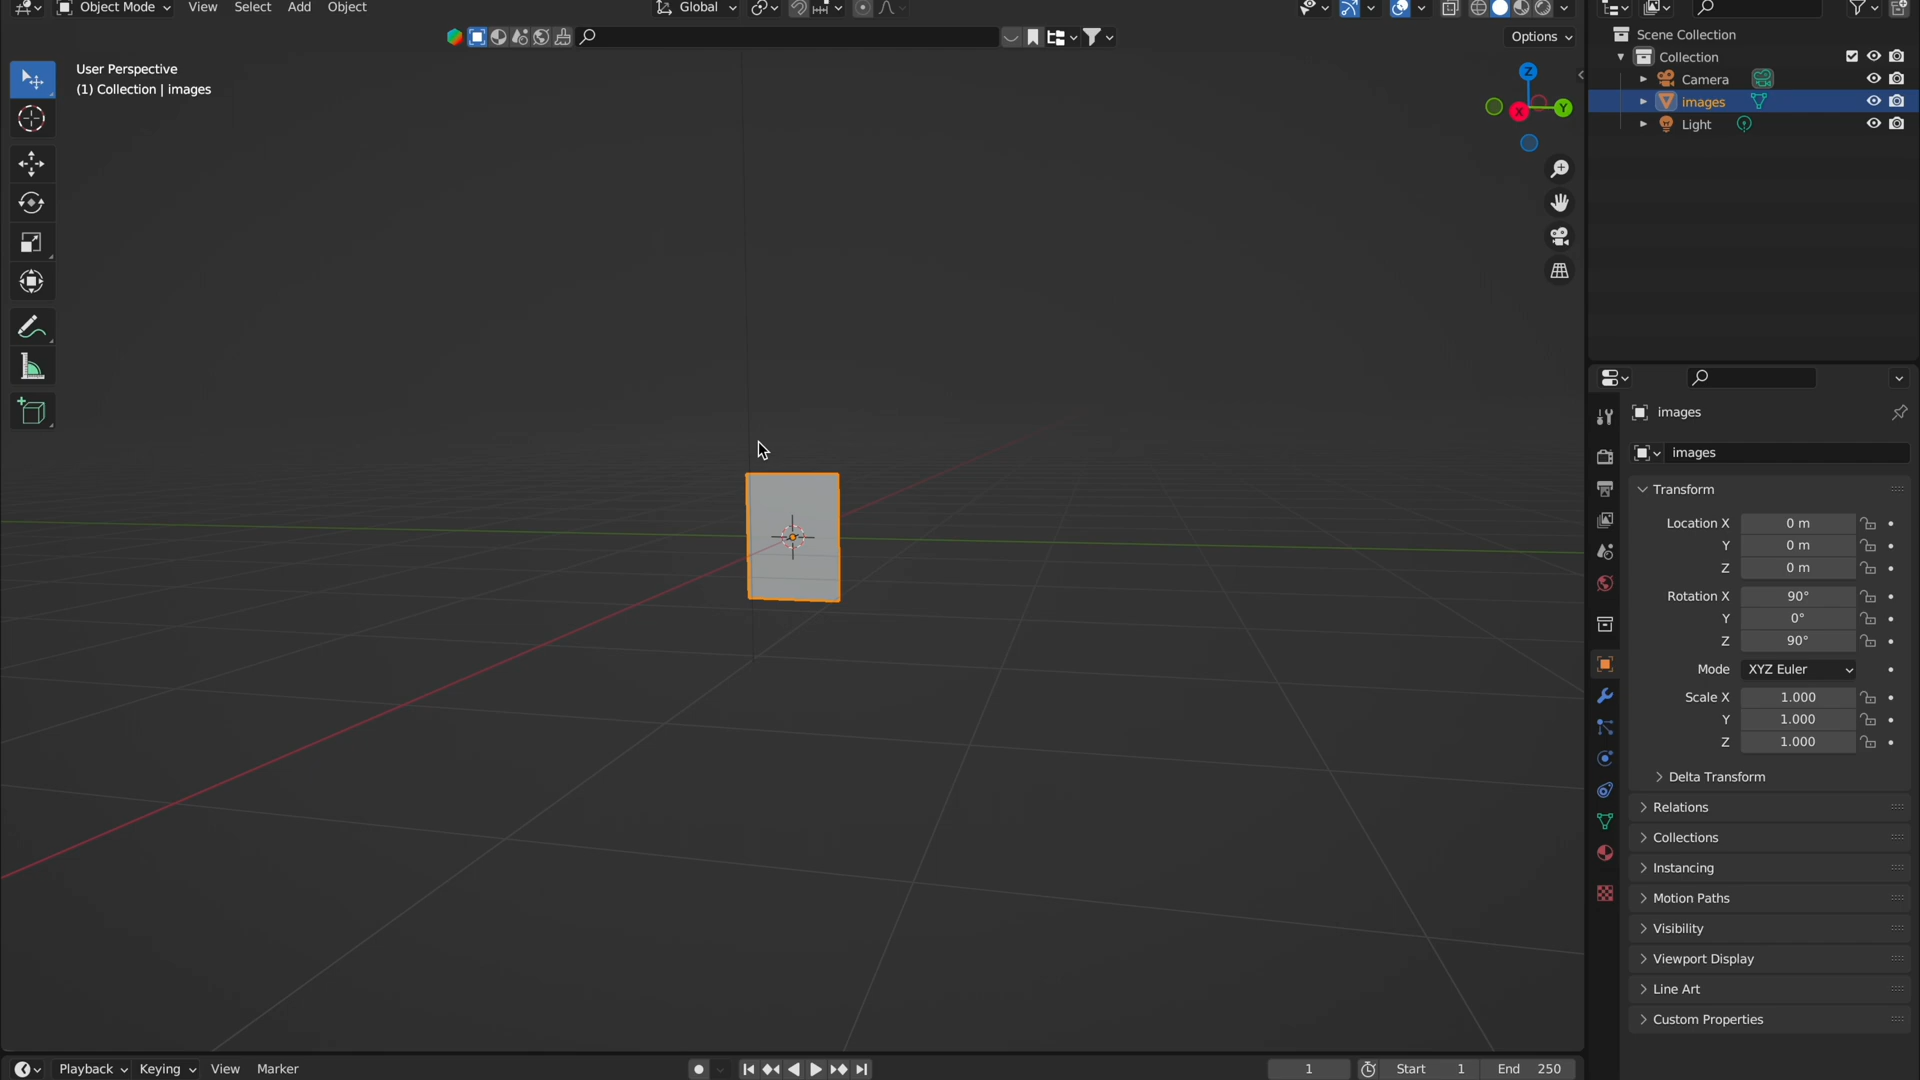 Object Mode View Select Add Object Global
Options
User Perspective
(1) Collection | images
Z
Y
X
Scene Collection
Collection
Camera
images
Light
images
images
Transform
Location X 0 m
Y 0 m
Z 0 m
Rotation X 90°
Y 0°
Z 90°
Mode XYZ Euler
Scale X 1.000
Y 1.000
Z 1.000
Delta Transform
Relations
Collections
Instancing
Motion Paths
Visibility
Viewport Display
Line Art
Custom Properties
Playback Keying View Marker 1 Start 1 End 250